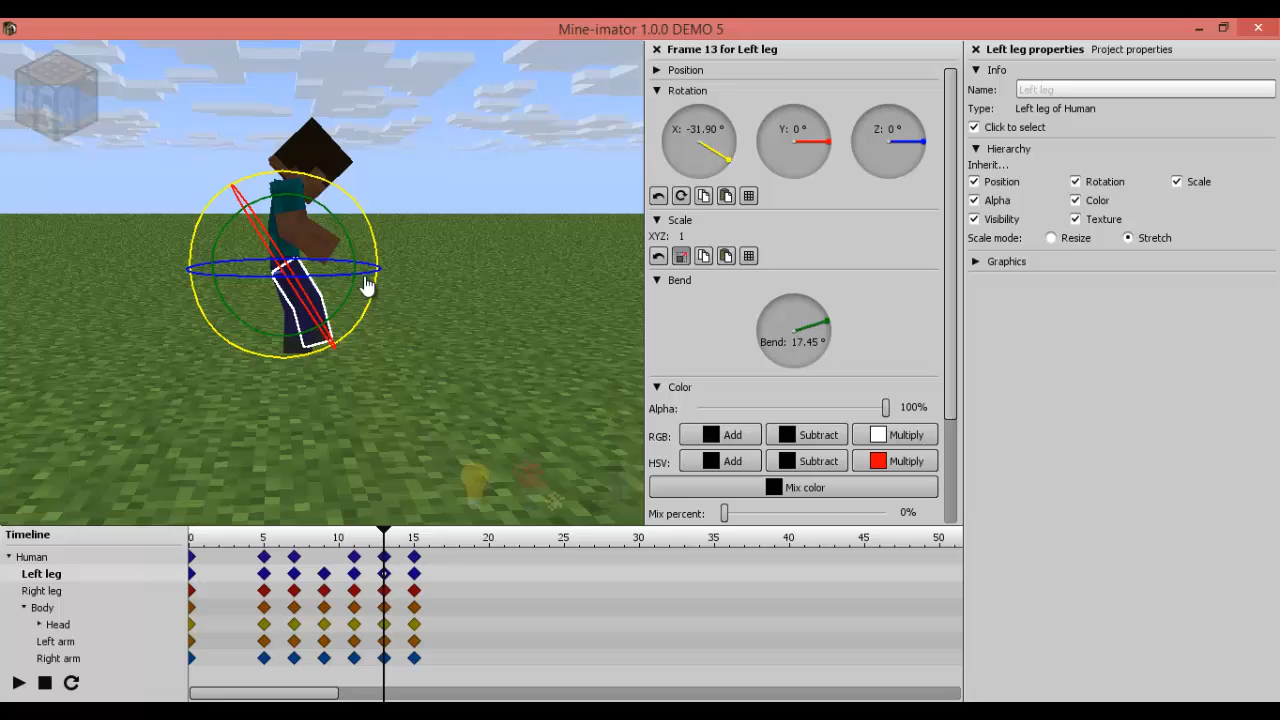 Mine-imator 1.0.0 DEMO 5
Frame 13 for Left leg
Position
Rotation
X: -31.90 °
Y: 0 °
Z: 0 °
Scale
XYZ: 1
Bend
Bend: 17.45 °
Color
Alpha:
100%
RGB:
Add
Subtract
Multiply
HSV:
Add
Subtract
Multiply
Mix color
Mix percent:
0%
Left leg properties
Project properties
Info
Name:
Left leg
Type:
Left leg of Human
Click to select
Hierarchy
Inherit...
Position
Rotation
Scale
Alpha
Color
Visibility
Texture
Scale mode:
Resize
Stretch
Graphics
Timeline
0 5 10 15 20 25 30 35 40 45 50
Human
Left leg
Right leg
Body
Head
Left arm
Right arm